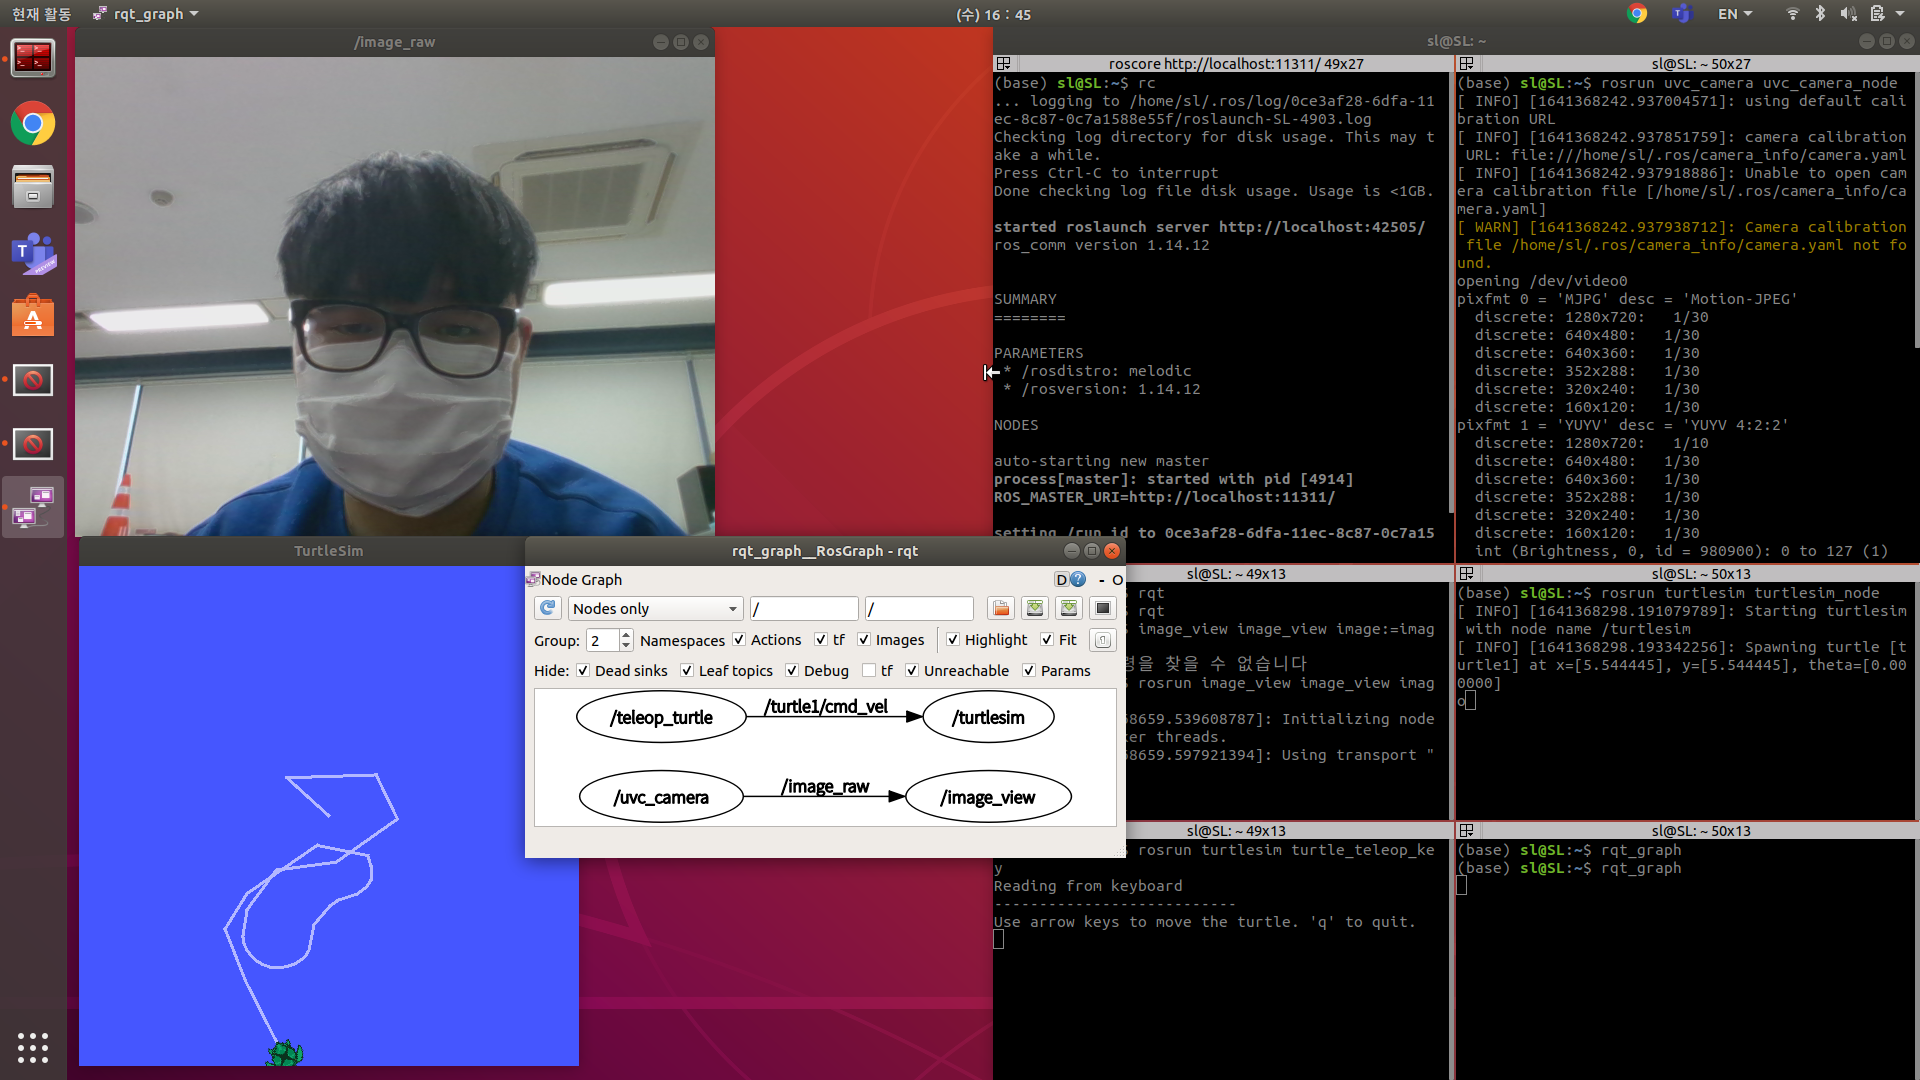 현재 활동
rqt_graph
(수) 16 : 45
EN
/image_raw
sl@SL: ~
roscore http://localhost:11311/ 49x27
(base) sl@SL:~$ rc
... logging to /home/sl/.ros/log/0ce3af28-6dfa-11
ec-8c87-0c7a1588e55f/roslaunch-SL-4903.log
Checking log directory for disk usage. This may t
ake a while.
Press Ctrl-C to interrupt
Done checking log file disk usage. Usage is <1GB.
started roslaunch server http://localhost:42505/
ros_comm version 1.14.12
SUMMARY
========
PARAMETERS
* /rosdistro: melodic
* /rosversion: 1.14.12
NODES
auto-starting new master
process[master]: started with pid [4914]
ROS_MASTER_URI=http://localhost:11311/
setting /run_id to 0ce3af28-6dfa-11ec-8c87-0c7a15
sl@SL: ~ 50x27
(base) sl@SL:~$ rosrun uvc_camera uvc_camera_node
[ INFO] [1641368242.937004571]: using default cali
bration URL
[ INFO] [1641368242.937851759]: camera calibration
URL: file:///home/sl/.ros/camera_info/camera.yaml
[ INFO] [1641368242.937918886]: Unable to open cam
era calibration file [/home/sl/.ros/camera_info/ca
mera.yaml]
[ WARN] [1641368242.937938712]: Camera calibration
file /home/sl/.ros/camera_info/camera.yaml not fo
und.
opening /dev/video0
pixfmt 0 = 'MJPG' desc = 'Motion-JPEG'
discrete: 1280x720: 1/30
discrete: 640x480: 1/30
discrete: 640x360: 1/30
discrete: 352x288: 1/30
discrete: 320x240: 1/30
discrete: 160x120: 1/30
pixfmt 1 = 'YUYV' desc = 'YUYV 4:2:2'
discrete: 1280x720: 1/10
discrete: 640x480: 1/30
discrete: 640x360: 1/30
discrete: 352x288: 1/30
discrete: 320x240: 1/30
discrete: 160x120: 1/30
int (Brightness, 0, id = 980900): 0 to 127 (1)
TurtleSim
rqt_graph__RosGraph - rqt
Node Graph
D - O
Nodes only / /
Group: 2 Namespaces Actions tf Images Highlight Fit
Hide: Dead sinks Leaf topics Debug tf Unreachable Params
/teleop_turtle /turtle1/cmd_vel /turtlesim
/uvc_camera /image_raw /image_view
sl@SL: ~ 49x13
rqt
rqt
image_view image_view image:=imag
령을 찾을 수 없습니다
rosrun image_view image_view imag
8659.539608787]: Initializing node
er threads.
8659.597921394]: Using transport "
sl@SL: ~ 50x13
(base) sl@SL:~$ rosrun turtlesim turtlesim_node
[ INFO] [1641368298.191079789]: Starting turtlesim
with node name /turtlesim
[ INFO] [1641368298.193342256]: Spawning turtle [t
urtle1] at x=[5.544445], y=[5.544445], theta=[0.00
0000]
o
sl@SL: ~ 49x13
rosrun turtlesim turtle_teleop_ke
y
Reading from keyboard
---------------------------
Use arrow keys to move the turtle. 'q' to quit.
sl@SL: ~ 50x13
(base) sl@SL:~$ rqt_graph
(base) sl@SL:~$ rqt_graph